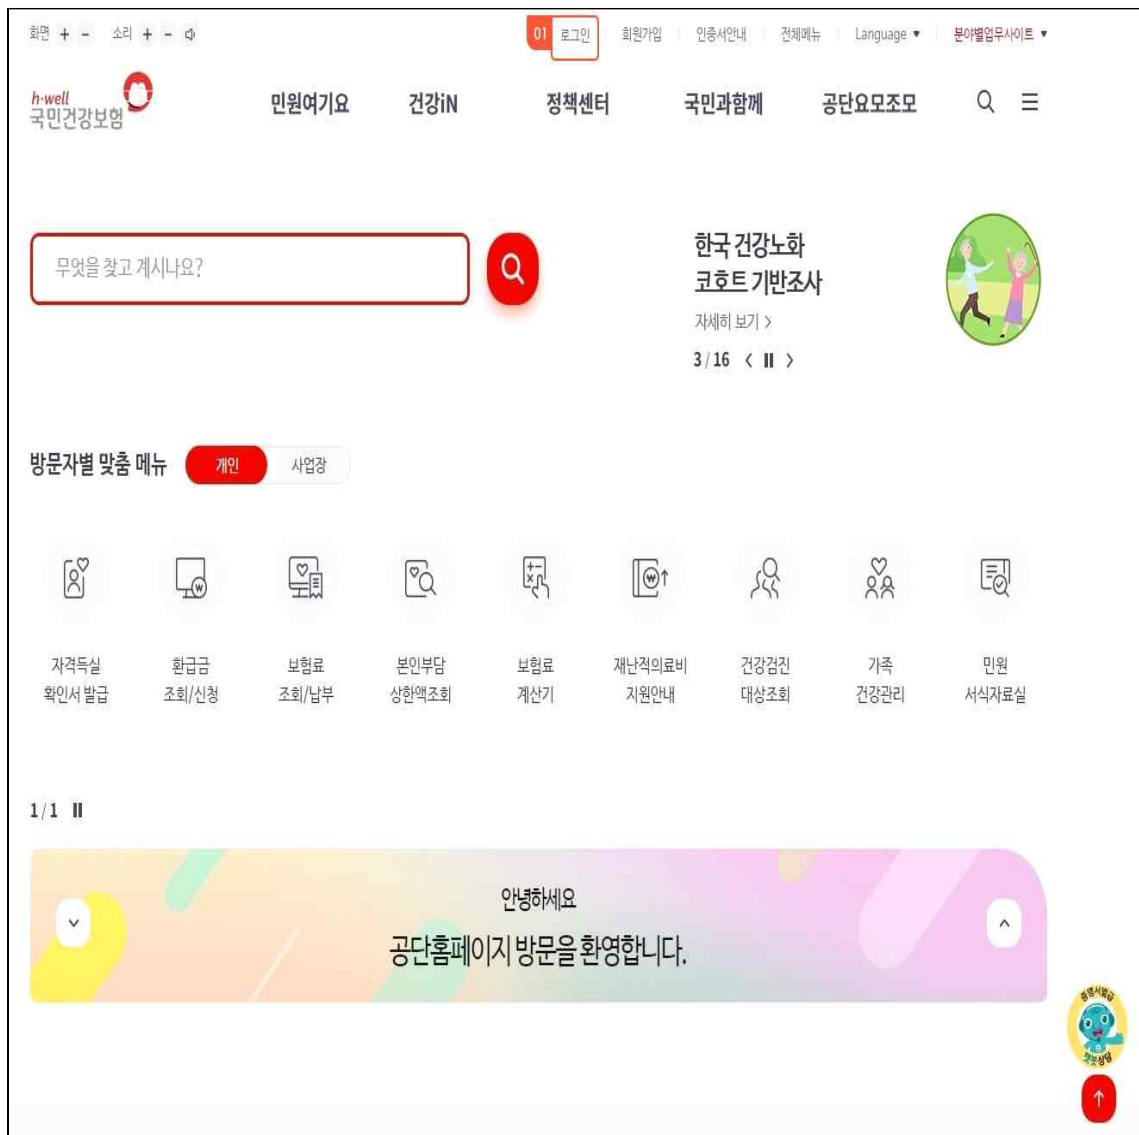 화면 + - 소리 + -
01 로그인 회원가입 인증서안내 전체메뉴 Language ▼ 분야별업무사이트 ▼
h·well
국민건강보험
민원여기요 건강iN 정책센터 국민과함께 공단요모조모
무엇을 찾고 계시나요?
한국 건강노화
코호트 기반조사
자세히 보기 >
3 / 16
방문자별 맞춤 메뉴 개인 사업장
자격득실
확인서 발급
환급금
조회/신청
보험료
조회/납부
본인부담
상한액조회
보험료
계산기
재난적의료비
지원안내
건강검진
대상조회
가족
건강관리
민원
서식자료실
1 / 1
안녕하세요
공단홈페이지 방문을 환영합니다.
증명서발급
챗봇상담